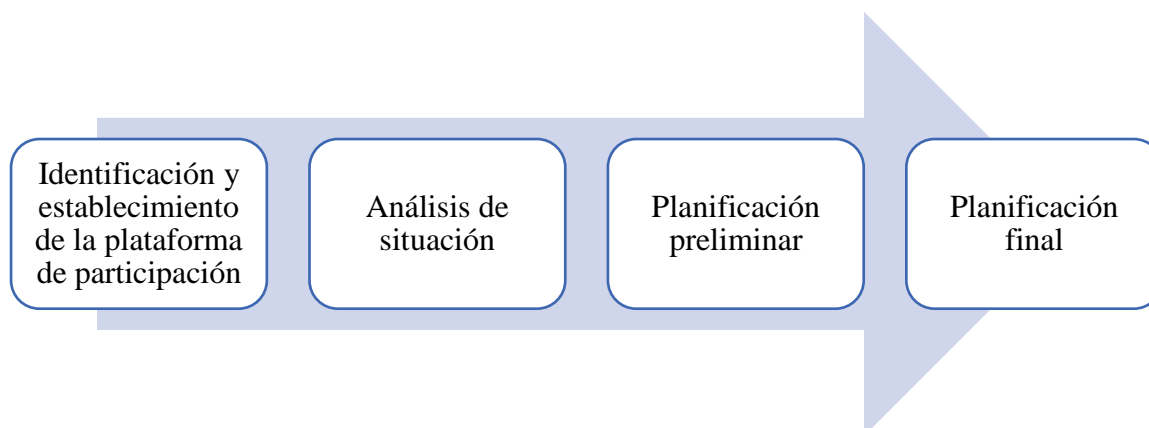 Identificación y
establecimiento
de la plataforma
de participación
Análisis de
situación
Planificación
preliminar
Planificación
final